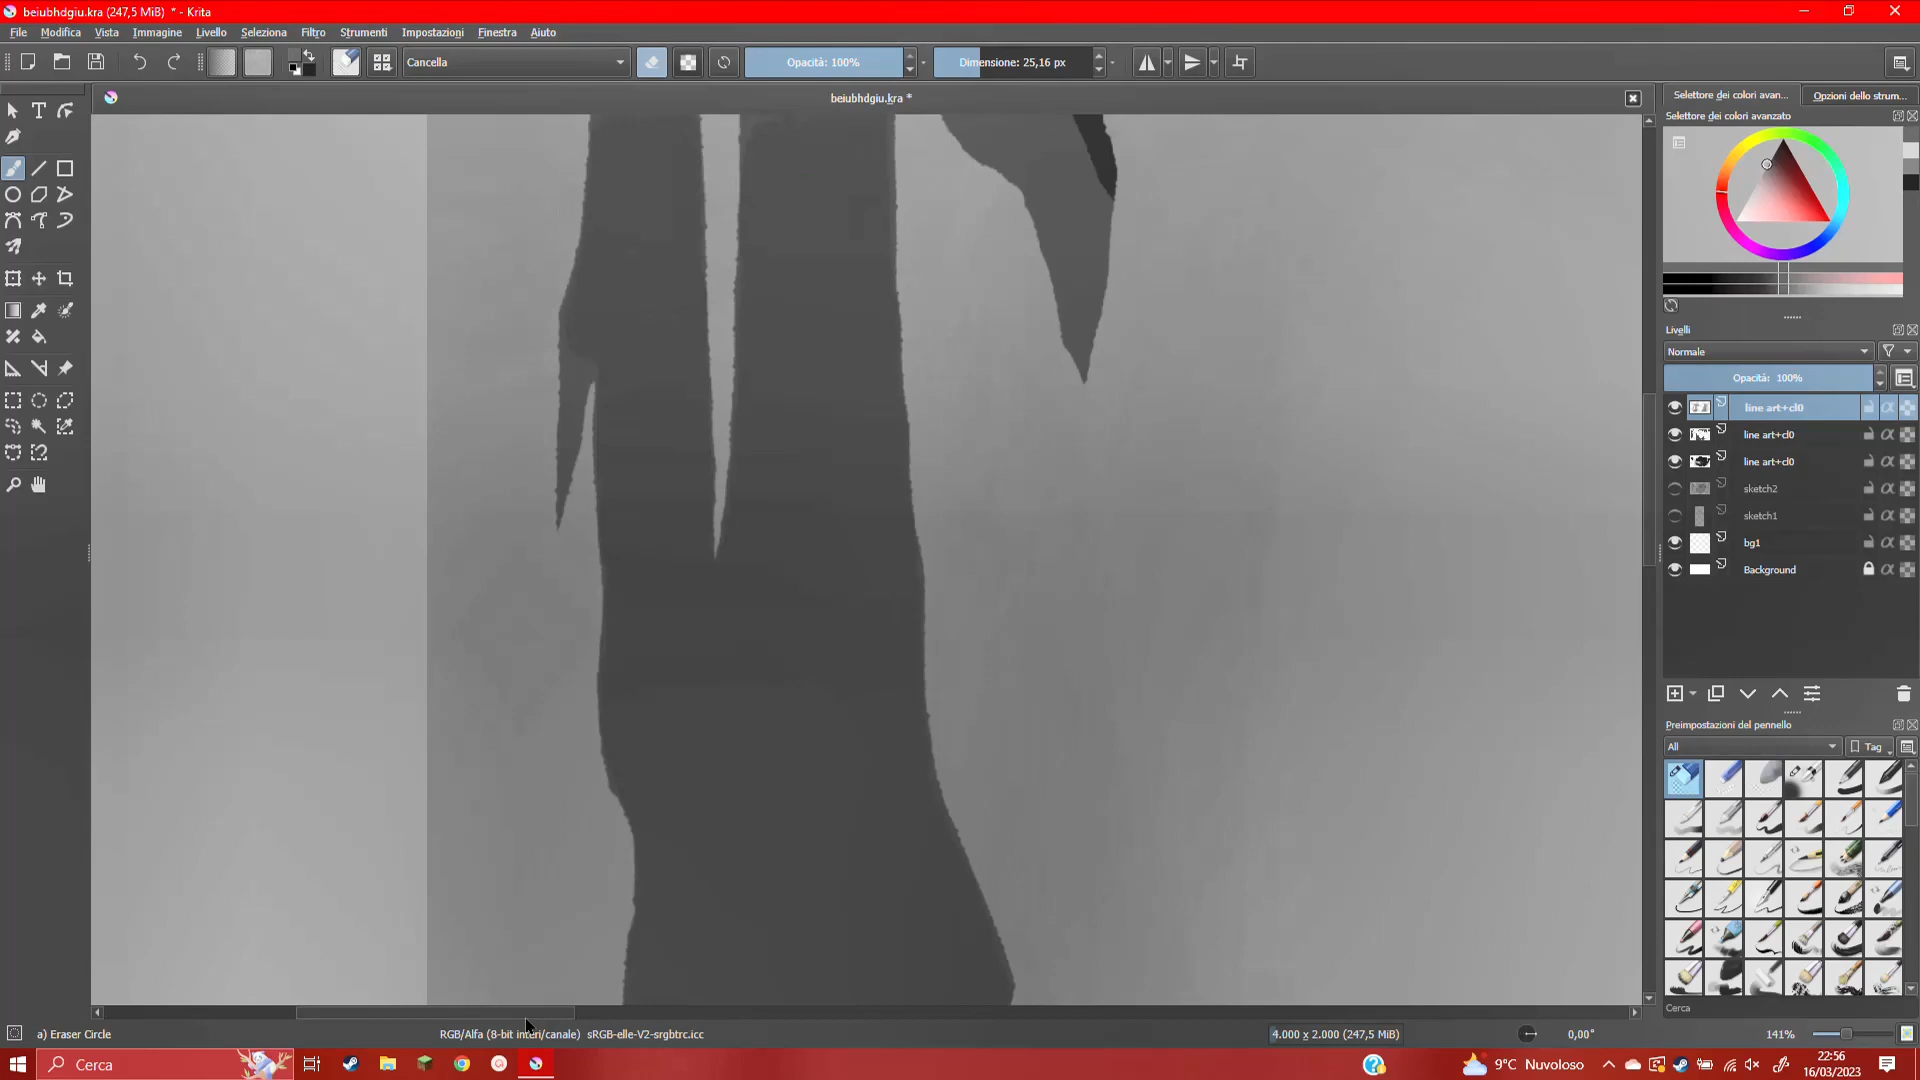 beiubhdgiu.kra (247,5 MiB) * - Krita
File Modifica Vista Immagine Livello Seleziona Filtro Strumenti Impostazioni Finestra Aiuto
Cancella Opacità: 100% Dimensione: 25,16 px
beiubhdgiu.kra *
Selettore dei colori avan... Opzioni dello strum...
Selettore dei colori avanzato
Livelli
Normale
Opacità: 100%
line art+cl0
line art+cl0
line art+cl0
sketch2
sketch1
bg1
Background
Preimpostazioni del pennello
All Tag
Cerca
a) Eraser Circle RGB/Alfa (8-bit interi/canale) sRGB-elle-V2-srgbtrc.icc 4.000 x 2.000 (247,5 MiB) 0,00° 141%
Cerca 9°C Nuvoloso 22:56
16/03/2023